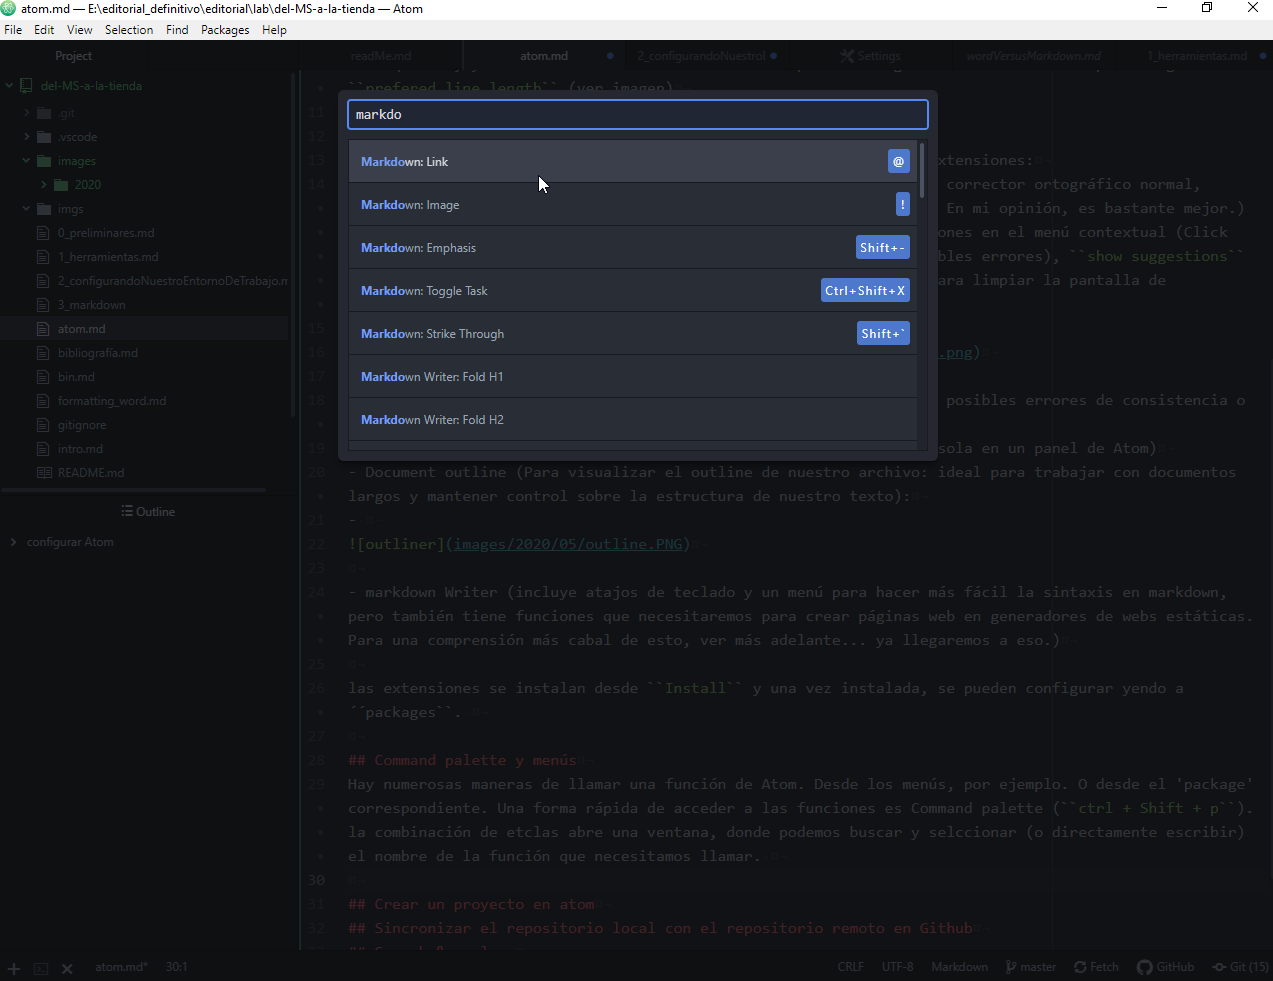 atom.md — E:\editorial_definitivo\editorial\lab\del-MS-a-la-tienda — Atom
File Edit View Selection Find Packages Help
Project
readMe.md
atom.md
2_configurandoNuestroI
Settings
wordVersusMarkdown.md
1_herramientas.md
del-MS-a-la-tienda
.git
.vscode
images
2020
imgs
0_preliminares.md
1_herramientas.md
2_configurandoNuestroEntornoDeTrabajo.m
3_markdown
atom.md
bibliografía.md
bin.md
formatting_word.md
gitignore
intro.md
README.md
Outline
configurar Atom
``prefered line length`` (ver imagen)
markdo
Markdown: Link @
Markdown: Image !
Markdown: Emphasis Shift+-
Markdown: Toggle Task Ctrl+Shift+X
Markdown: Strike Through Shift+`
Markdown Writer: Fold H1
Markdown Writer: Fold H2
11
12
13 xtensiones:
14 corrector ortográfico normal,
En mi opinión, es bastante mejor.)
ones en el menú contextual (Click
bles errores), ``show suggestions``
ara limpiar la pantalla de
15
16 .png)
17
18 posibles errores de consistencia o
19 sola en un panel de Atom)
20 - Document outline (Para visualizar el outline de nuestro archivo: ideal para trabajar con documentos
largos y mantener control sobre la estructura de nuestro texto):
21 -
22 ![outliner](images/2020/05/outline.PNG)
23
24 - markdown Writer (incluye atajos de teclado y un menú para hacer más fácil la sintaxis en markdown,
pero también tiene funciones que necesitaremos para crear páginas web en generadores de webs estáticas.
Para una comprensión más cabal de esto, ver más adelante... ya llegaremos a eso.)
25
26 las extensiones se instalan desde ``Install`` y una vez instalada, se pueden configurar yendo a
´´packages``.
27
28 ## Command palette y menús
29 Hay numerosas maneras de llamar una función de Atom. Desde los menús, por ejemplo. O desde el 'package'
correspondiente. Una forma rápida de acceder a las funciones es Command palette (``ctrl + Shift + p``).
la combinación de etclas abre una ventana, donde podemos buscar y selccionar (o directamente escribir)
el nombre de la función que necesitamos llamar.
30
31 ## Crear un proyecto en atom
32 ## Sincronizar el repositorio local con el repositorio remoto en Github
atom.md* 30:1 CRLF UTF-8 Markdown master Fetch GitHub Git (15)